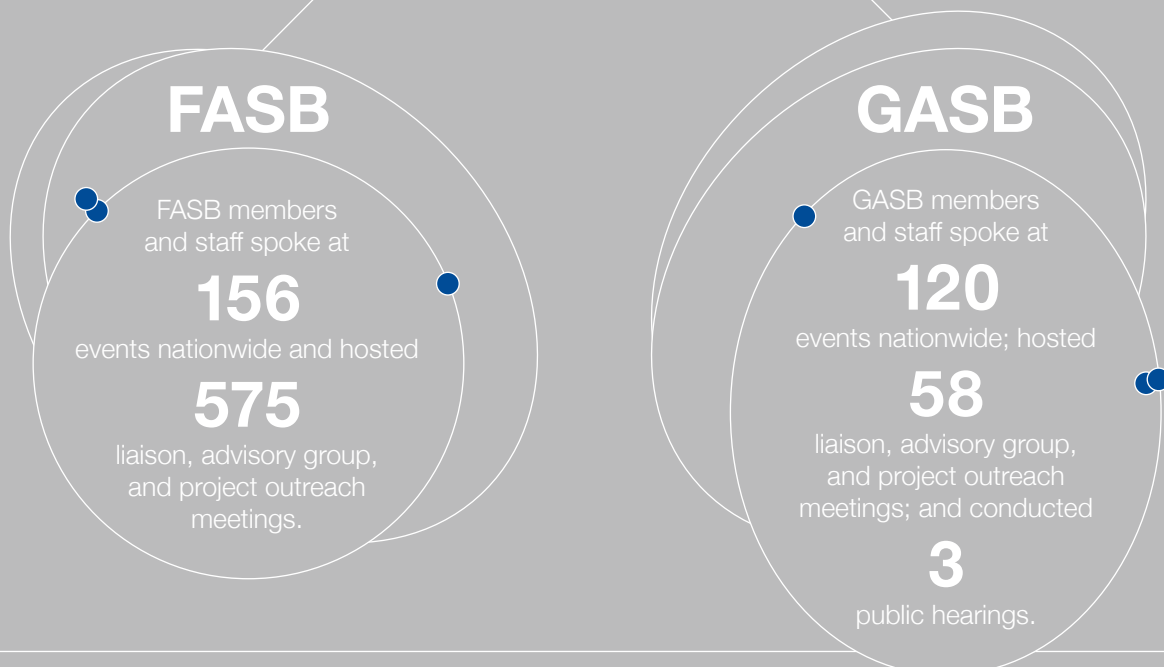 FASB
FASB members
and staff spoke at
156
events nationwide and hosted
575
liaison, advisory group,
and project outreach
meetings.
GASB
GASB members
and staff spoke at
120
events nationwide; hosted
58
liaison, advisory group,
and project outreach
meetings; and conducted
3
public hearings.